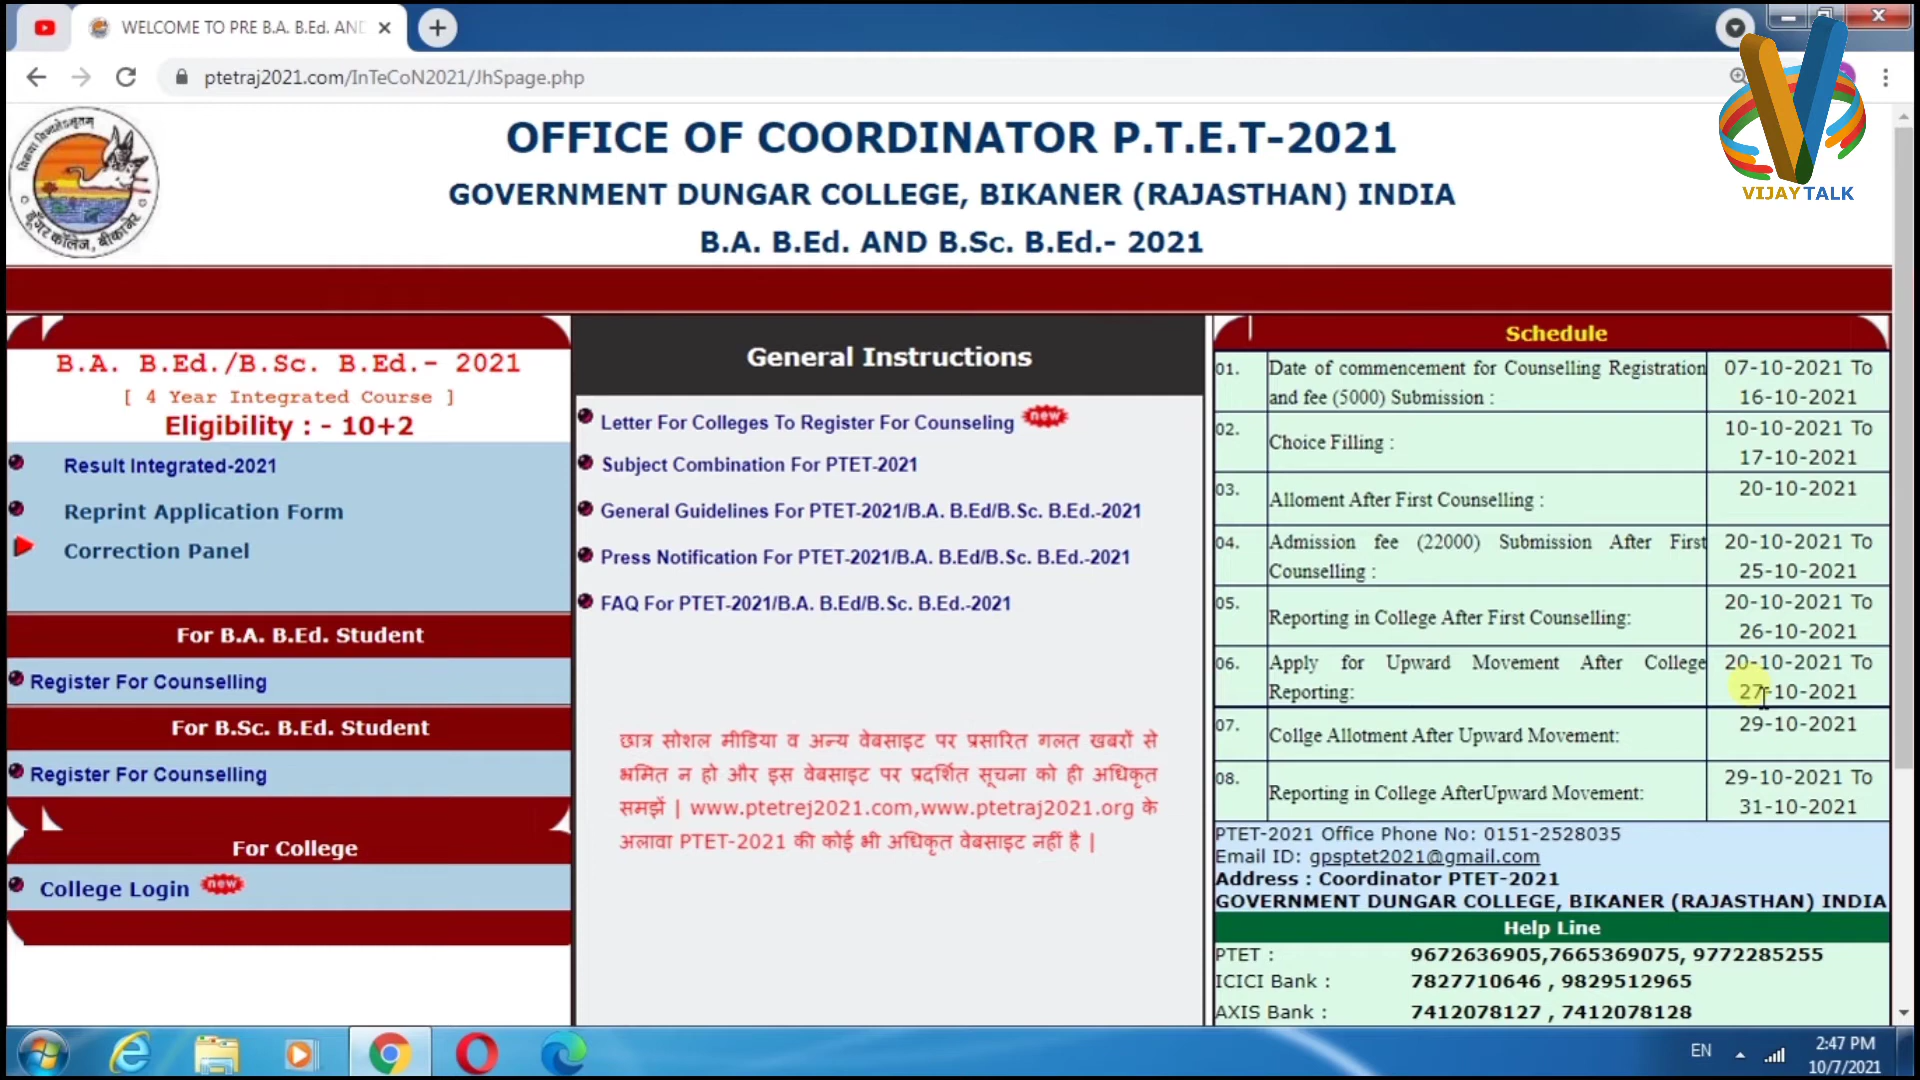 WELCOME TO PRE B.A. B.Ed. AND
ptetraj2021.com/InTeCoN2021/JhSpage.php
VIJAY TALK
डूँगर कॉलेज, बीकानेर
OFFICE OF COORDINATOR P.T.E.T-2021
GOVERNMENT DUNGAR COLLEGE, BIKANER (RAJASTHAN) INDIA
B.A. B.Ed. AND B.Sc. B.Ed.- 2021
B.A. B.Ed./B.Sc. B.Ed.- 2021
[ 4 Year Integrated Course ]
Eligibility : - 10+2
Result Integrated-2021
Reprint Application Form
Correction Panel
For B.A. B.Ed. Student
Register For Counselling
For B.Sc. B.Ed. Student
Register For Counselling
For College
College Login new
General Instructions
Letter For Colleges To Register For Counseling new
Subject Combination For PTET-2021
General Guidelines For PTET-2021/B.A. B.Ed/B.Sc. B.Ed.-2021
Press Notification For PTET-2021/B.A. B.Ed/B.Sc. B.Ed.-2021
FAQ For PTET-2021/B.A. B.Ed/B.Sc. B.Ed.-2021
छात्र सोशल मीडिया व अन्य वेबसाइट पर प्रसारित गलत खबरों से
भ्रमित न हो और इस वेबसाइट पर प्रदर्शित सूचना को ही अधिकृत
समझें | www.ptetrej2021.com,www.ptetraj2021.org के
अलावा PTET-2021 की कोई भी अधिकृत वेबसाइट नहीं है |
Schedule
01. Date of commencement for Counselling Registration 07-10-2021 To
and fee (5000) Submission : 16-10-2021
02. Choice Filling : 10-10-2021 To
17-10-2021
03. Alloment After First Counselling : 20-10-2021
04. Admission fee (22000) Submission After First 20-10-2021 To
Counselling : 25-10-2021
05. Reporting in College After First Counselling: 20-10-2021 To
26-10-2021
06. Apply for Upward Movement After College 20-10-2021 To
Reporting: 27-10-2021
07. Collge Allotment After Upward Movement: 29-10-2021
08. Reporting in College AfterUpward Movement: 29-10-2021 To
31-10-2021
PTET-2021 Office Phone No: 0151-2528035
Email ID: gpsptet2021@gmail.com
Address : Coordinator PTET-2021
GOVERNMENT DUNGAR COLLEGE, BIKANER (RAJASTHAN) INDIA
Help Line
PTET : 9672636905,7665369075, 9772285255
ICICI Bank : 7827710646 , 9829512965
AXIS Bank : 7412078127 , 7412078128
EN
2:47 PM
10/7/2021